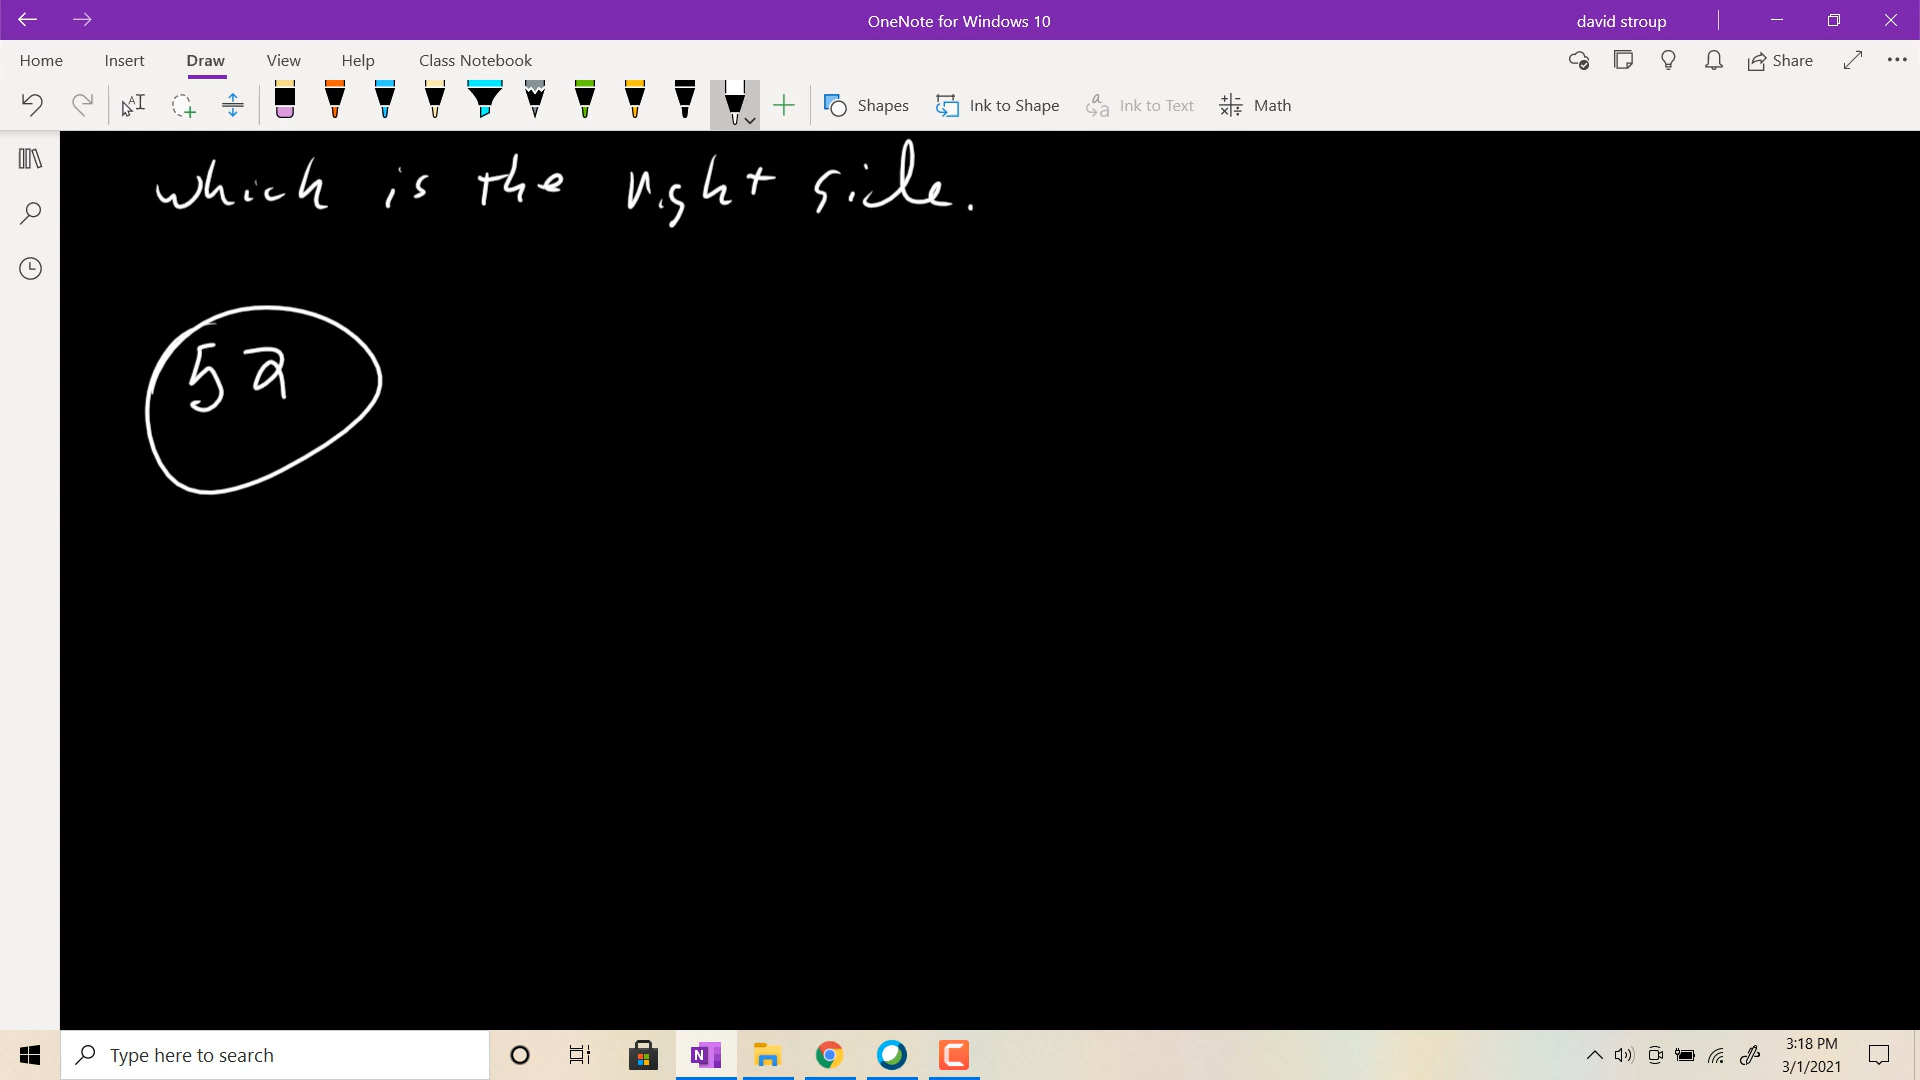 OneNote for Windows 10
david stroup
Home Insert Draw View Help Class Notebook
Share
Shapes Ink to Shape Ink to Text Math
which is the right side.
5a
Type here to search
3:18 PM
3/1/2021